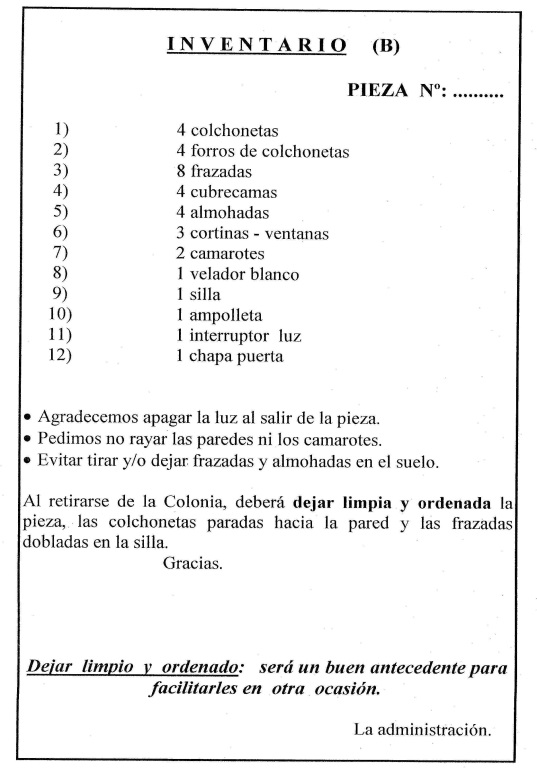 INVENTARIO (B)
PIEZA Nº: ..........
1) 4 colchonetas
2) 4 forros de colchonetas
3) 8 frazadas
4) 4 cubrecamas
5) 4 almohadas
6) 3 cortinas - ventanas
7) 2 camarotes
8) 1 velador blanco
9) 1 silla
10) 1 ampolleta
11) 1 interruptor luz
12) 1 chapa puerta
• Agradecemos apagar la luz al salir de la pieza.
• Pedimos no rayar las paredes ni los camarotes.
• Evitar tirar y/o dejar frazadas y almohadas en el suelo.
Al retirarse de la Colonia, deberá dejar limpia y ordenada la
pieza, las colchonetas paradas hacia la pared y las frazadas
dobladas en la silla.
Gracias.
Dejar limpio y ordenado: será un buen antecedente para
facilitarles en otra ocasión.
La administración.